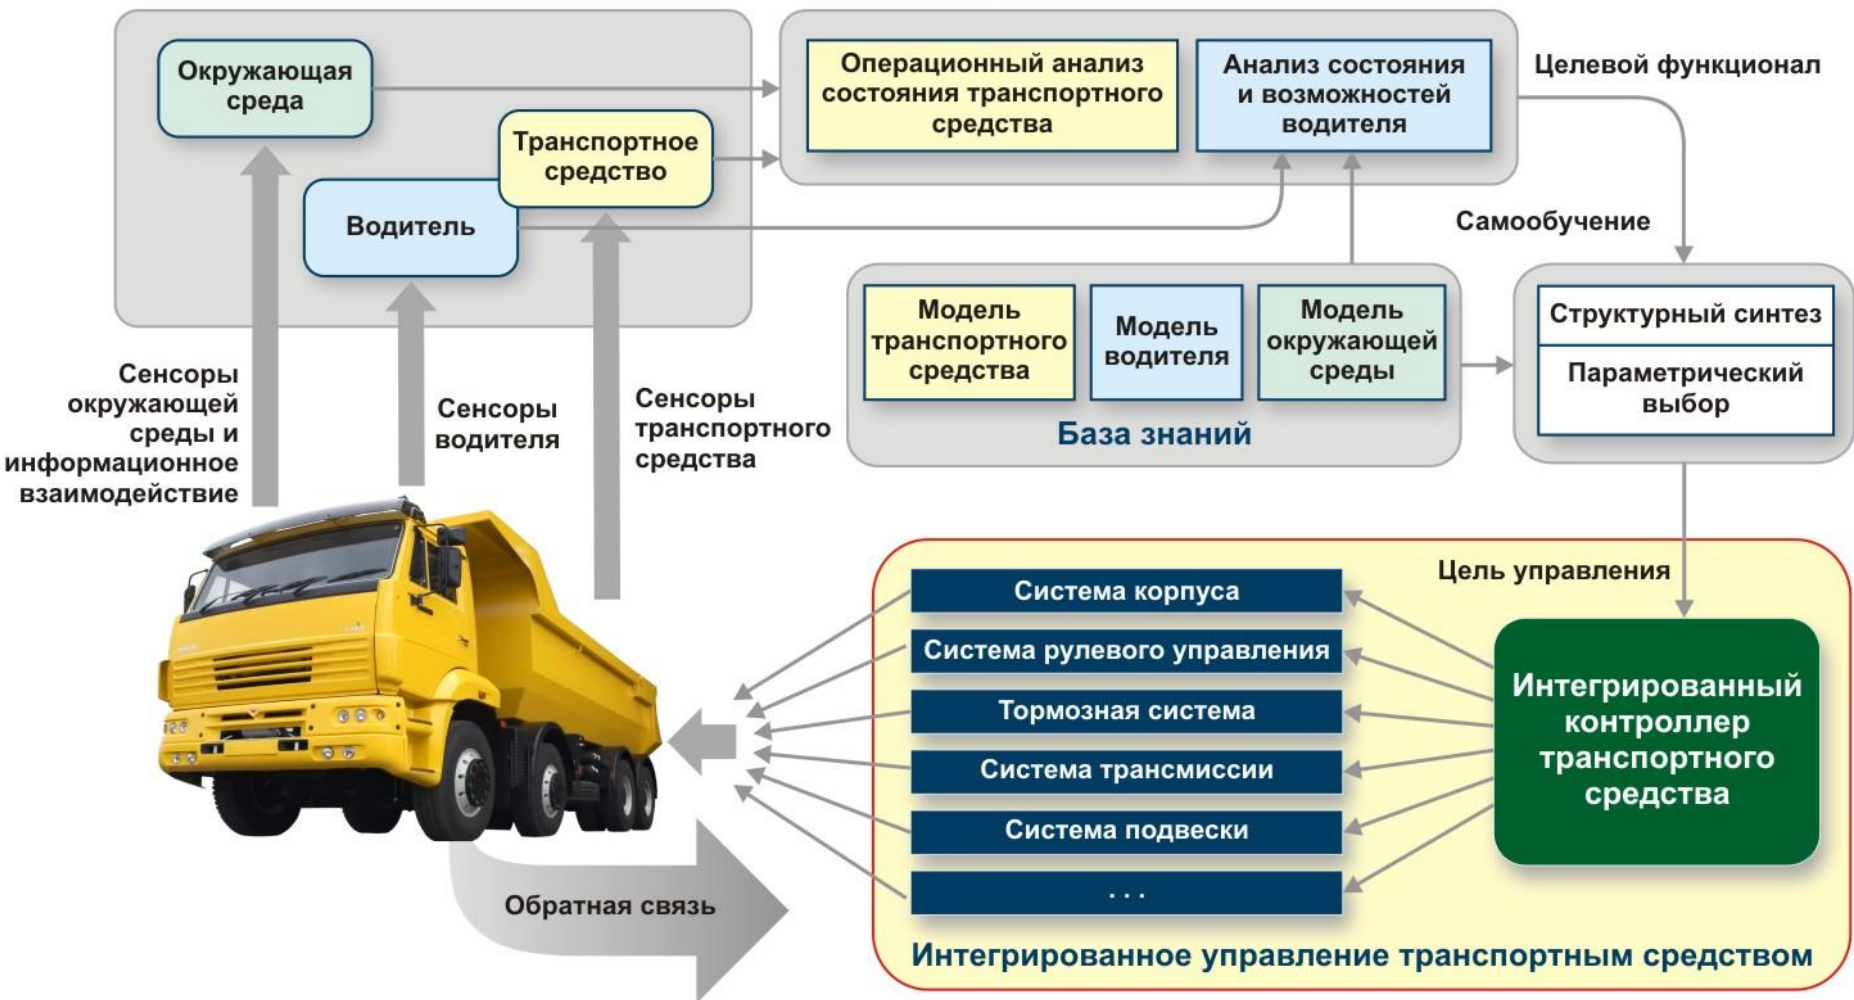 Окружающая
среда
Транспортное
средство
Водитель
Операционный анализ
состояния транспортного
средства
Анализ состояния
и возможностей
водителя
Целевой функционал
Самообучение
Модель
транспортного
средства
Модель
водителя
Модель
окружающей
среды
База знаний
Структурный синтез
Параметрический
выбор
Сенсоры
окружающей
среды и
информационное
взаимодействие
Сенсоры
водителя
Сенсоры
транспортного
средства
Цель управления
Система корпуса
Система рулевого управления
Тормозная система
Система трансмиссии
Система подвески
. . .
Интегрированный
контроллер
транспортного
средства
Обратная связь
Интегрированное управление транспортным средством